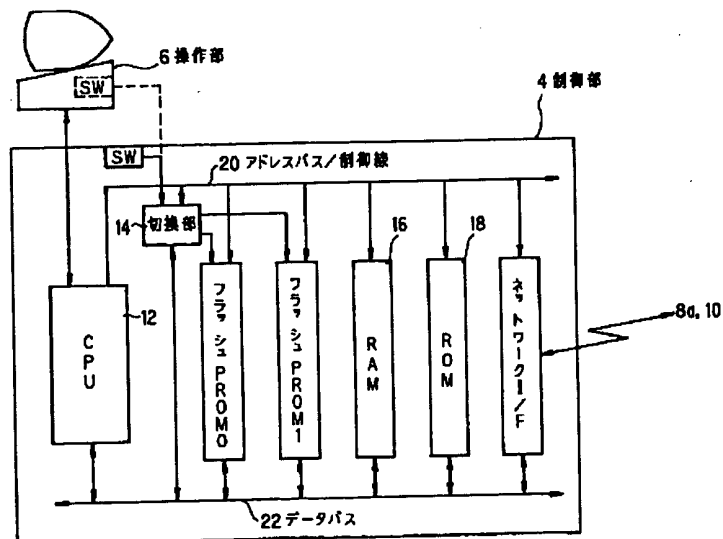 6 操作部
SW
4 制御部
SW
20 アドレスバス/制御線
14 切換部
16
18
12
CPU
フラッシュPROM0
フラッシュPROM1
RAM
ROM
ネットワークI/F
8a, 10
22 データバス